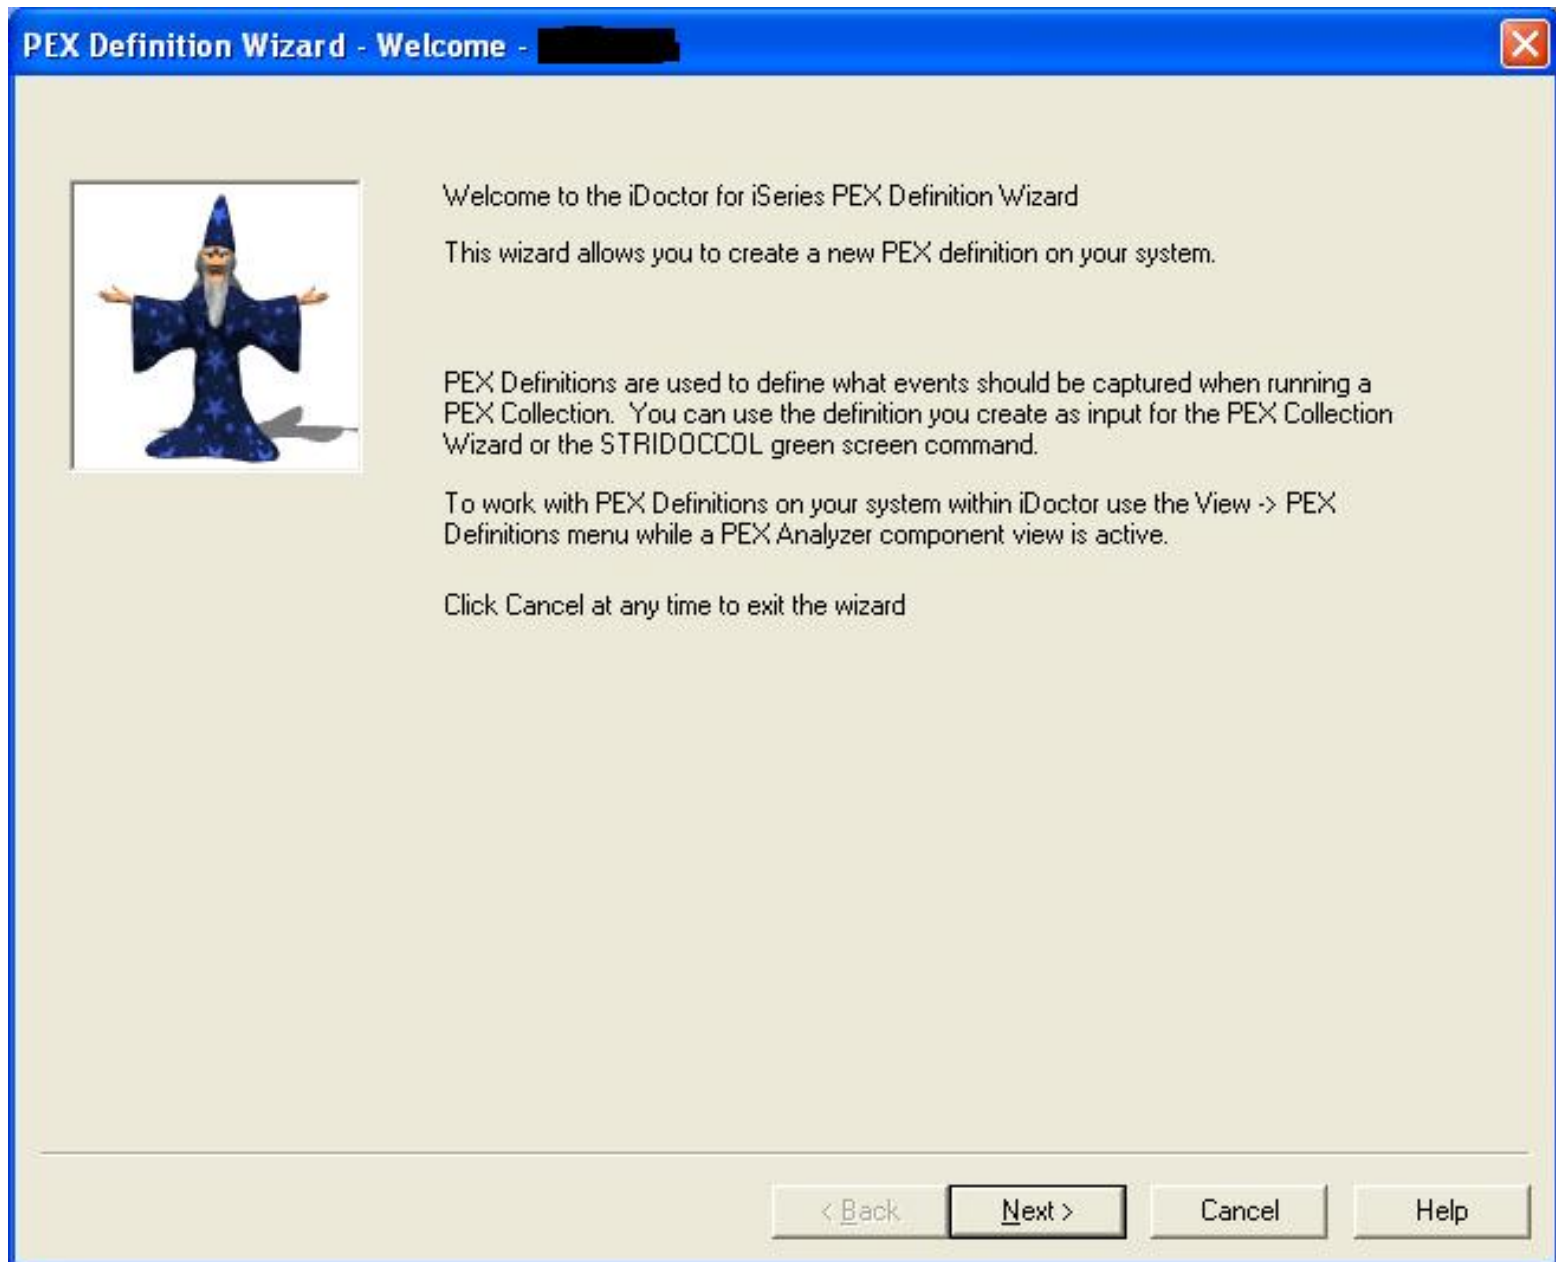 PEX Definition Wizard - Welcome -
Welcome to the iDoctor for iSeries PEX Definition Wizard
This wizard allows you to create a new PEX definition on your system.
PEX Definitions are used to define what events should be captured when running a
PEX Collection.  You can use the definition you create as input for the PEX Collection
Wizard or the STRIDOCCOL green screen command.
To work with PEX Definitions on your system within iDoctor use the View -> PEX
Definitions menu while a PEX Analyzer component view is active.
Click Cancel at any time to exit the wizard
< Back Next > Cancel Help